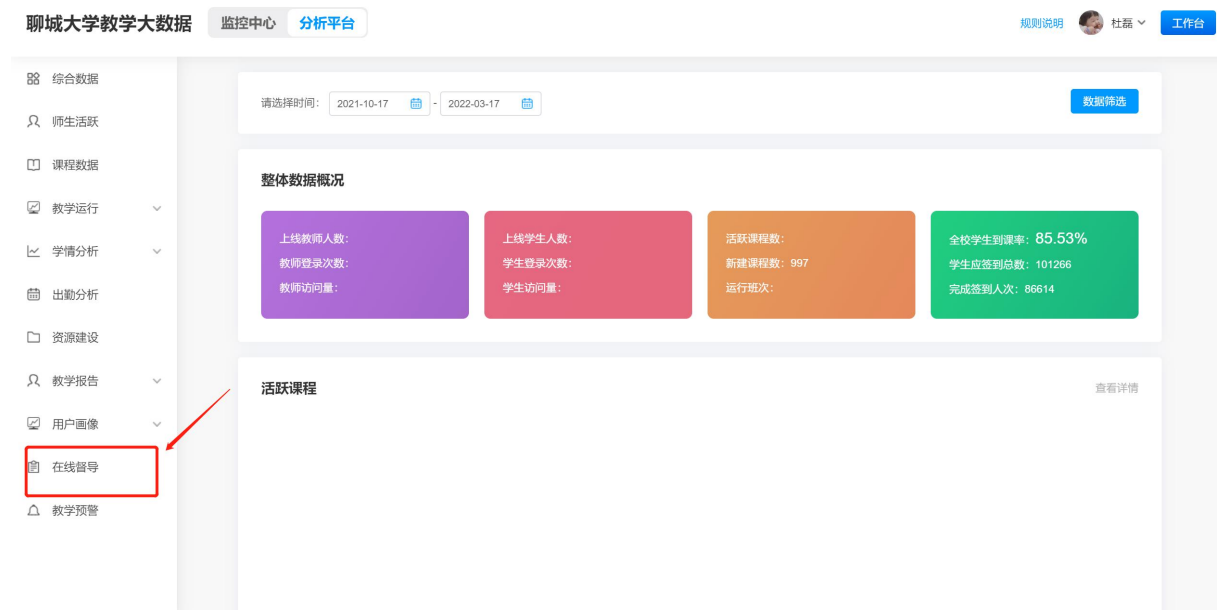 聊城大学教学大数据 监控中心 分析平台 规则说明 杜磊 工作台
综合数据
师生活跃
课程数据
教学运行
学情分析
出勤分析
资源建设
教学报告
用户画像
在线督导
教学预警
请选择时间： 2021-10-17 - 2022-03-17 数据筛选
整体数据概况
上线教师人数：
教师登录次数：
教师访问量：
上线学生人数：
学生登录次数：
学生访问量：
活跃课程数：
新建课程数：997
运行班次：
全校学生到课率：85.53%
学生应签到总数：101266
完成签到人次：86614
活跃课程 查看详情